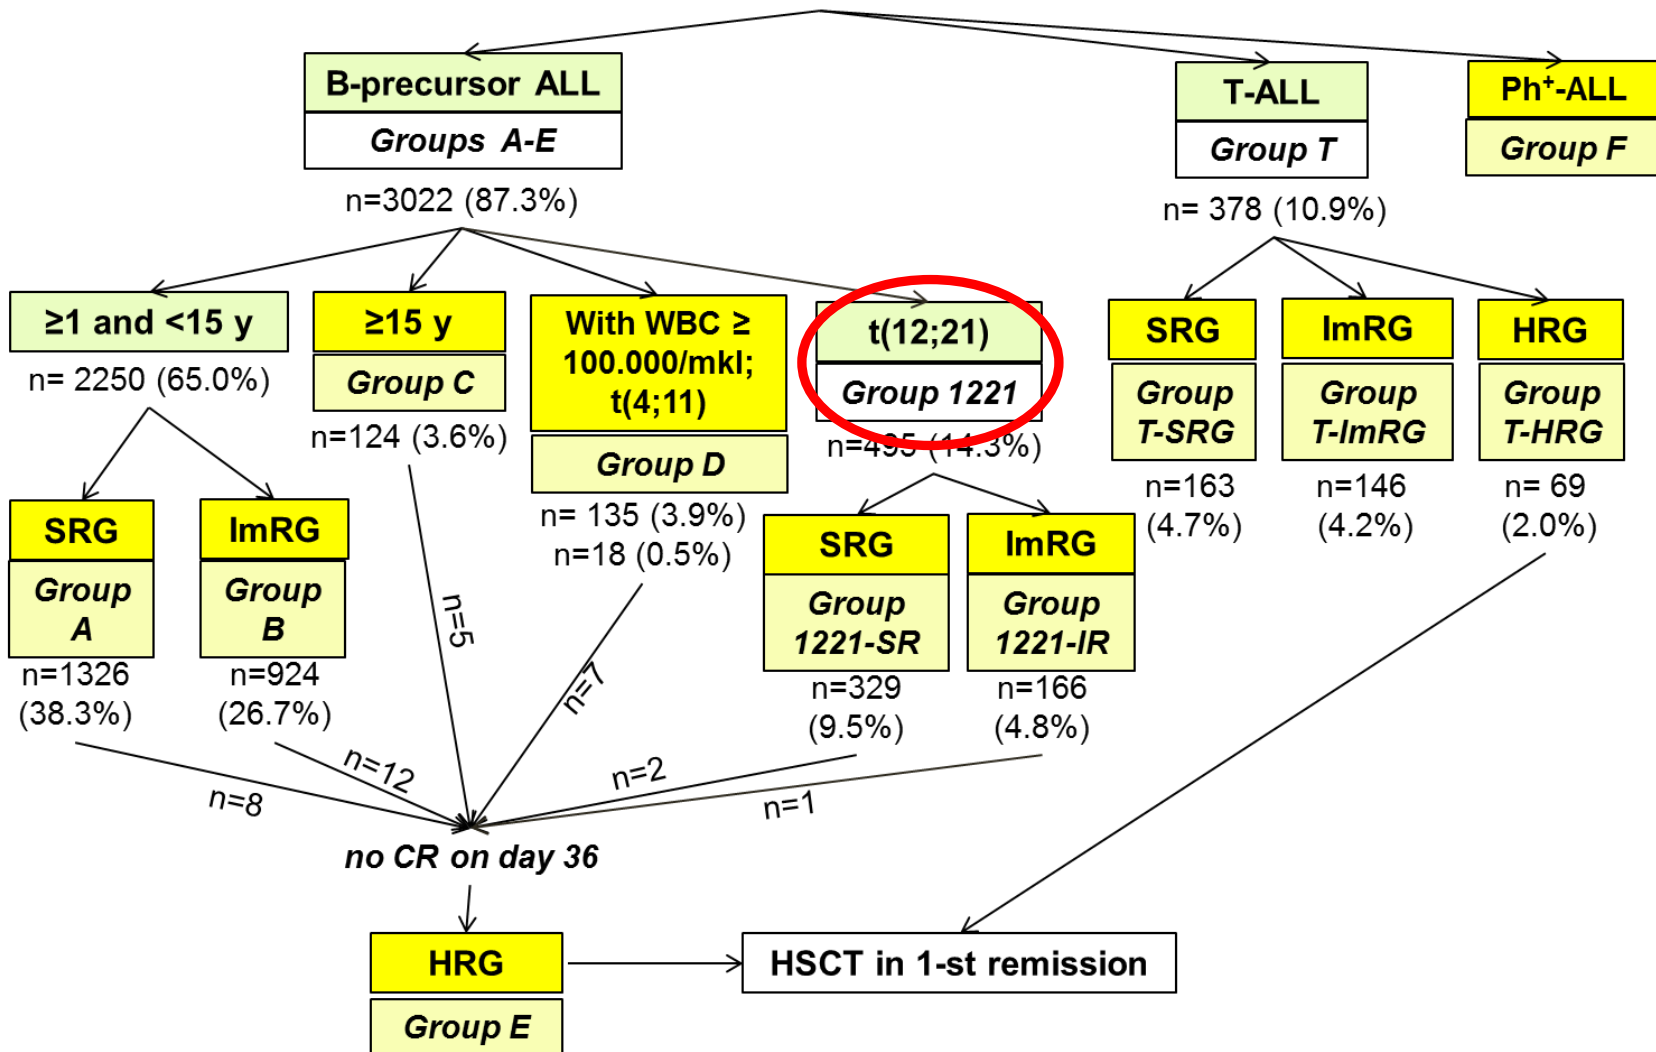 B-precursor ALL
Groups A-E
n=3022 (87.3%)
T-ALL
Group T
n= 378 (10.9%)
Ph⁺-ALL
Group F
≥1 and <15 y
n= 2250 (65.0%)
≥15 y
Group C
n=124 (3.6%)
With WBC ≥
100.000/mkl;
t(4;11)
Group D
n= 135 (3.9%)
n=18 (0.5%)
t(12;21)
Group 1221
n=495 (14.3%)
SRG
Group
T-SRG
n=163
(4.7%)
ImRG
Group
T-ImRG
n=146
(4.2%)
HRG
Group
T-HRG
n= 69
(2.0%)
SRG
Group
A
n=1326
(38.3%)
ImRG
Group
B
n=924
(26.7%)
SRG
Group
1221-SR
n=329
(9.5%)
ImRG
Group
1221-IR
n=166
(4.8%)
n=8
n=12
n=5
n=7
n=2
n=1
no CR on day 36
HRG
Group E
HSCT in 1-st remission